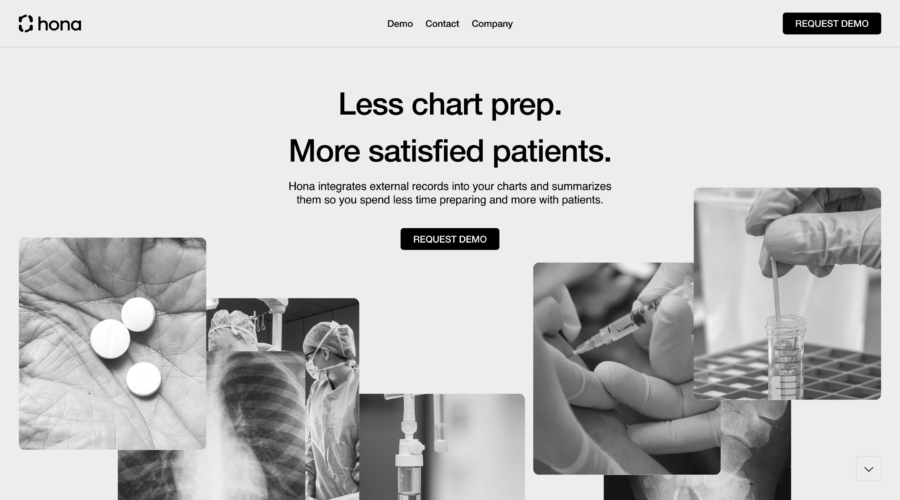 hona
Demo
Contact
Company
REQUEST DEMO
Less chart prep.
More satisfied patients.
Hona integrates external records into your charts and summarizes
them so you spend less time preparing and more with patients.
REQUEST DEMO